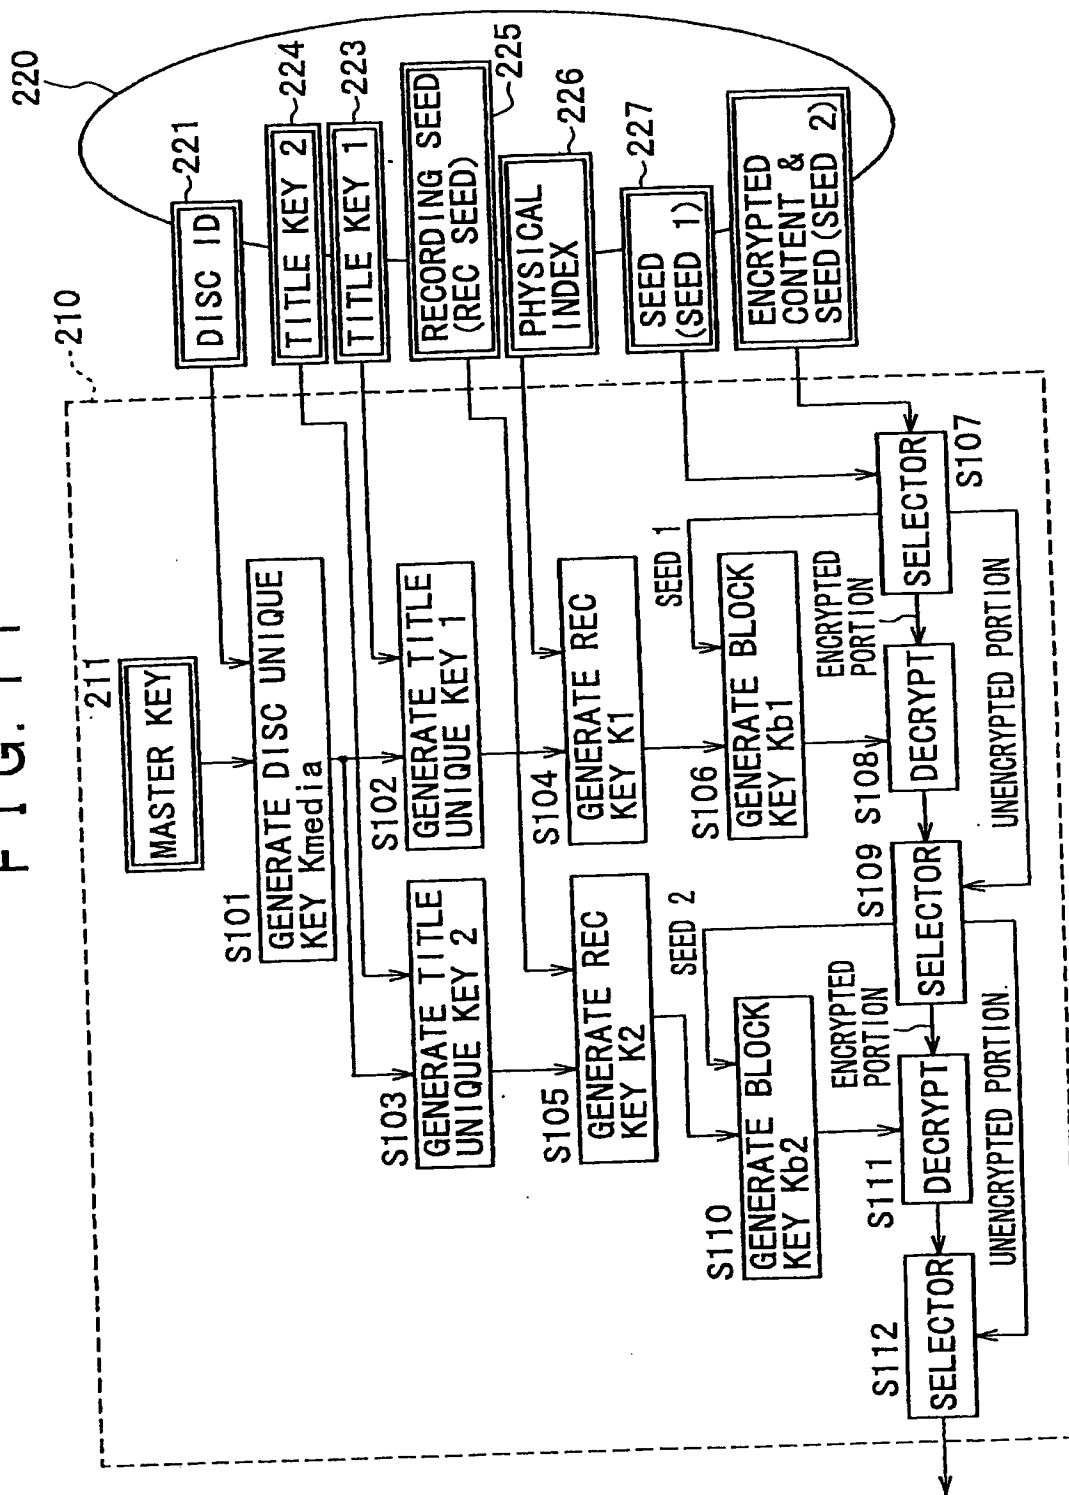 FIG. 11
210
220
211
MASTER KEY
DISC ID
221
TITLE KEY 2
224
TITLE KEY 1
223
RECORDING SEED
(REC SEED)
225
PHYSICAL
INDEX
226
SEED
(SEED 1)
227
ENCRYPTED
CONTENT &
SEED(SEED 2)
S101
GENERATE DISC UNIQUE
KEY Kmedia
S103
GENERATE TITLE
UNIQUE KEY 2
S102
GENERATE TITLE
UNIQUE KEY 1
S105
GENERATE REC
KEY K2
S104
GENERATE REC
KEY K1
SEED 2
SEED 1
S110
GENERATE BLOCK
KEY Kb2
S106
GENERATE BLOCK
KEY Kb1
S112
SELECTOR
S111
DECRYPT
ENCRYPTED
PORTION
S109
SELECTOR
S108
DECRYPT
ENCRYPTED
PORTION
SELECTOR
S107
UNENCRYPTED PORTION.
UNENCRYPTED PORTION